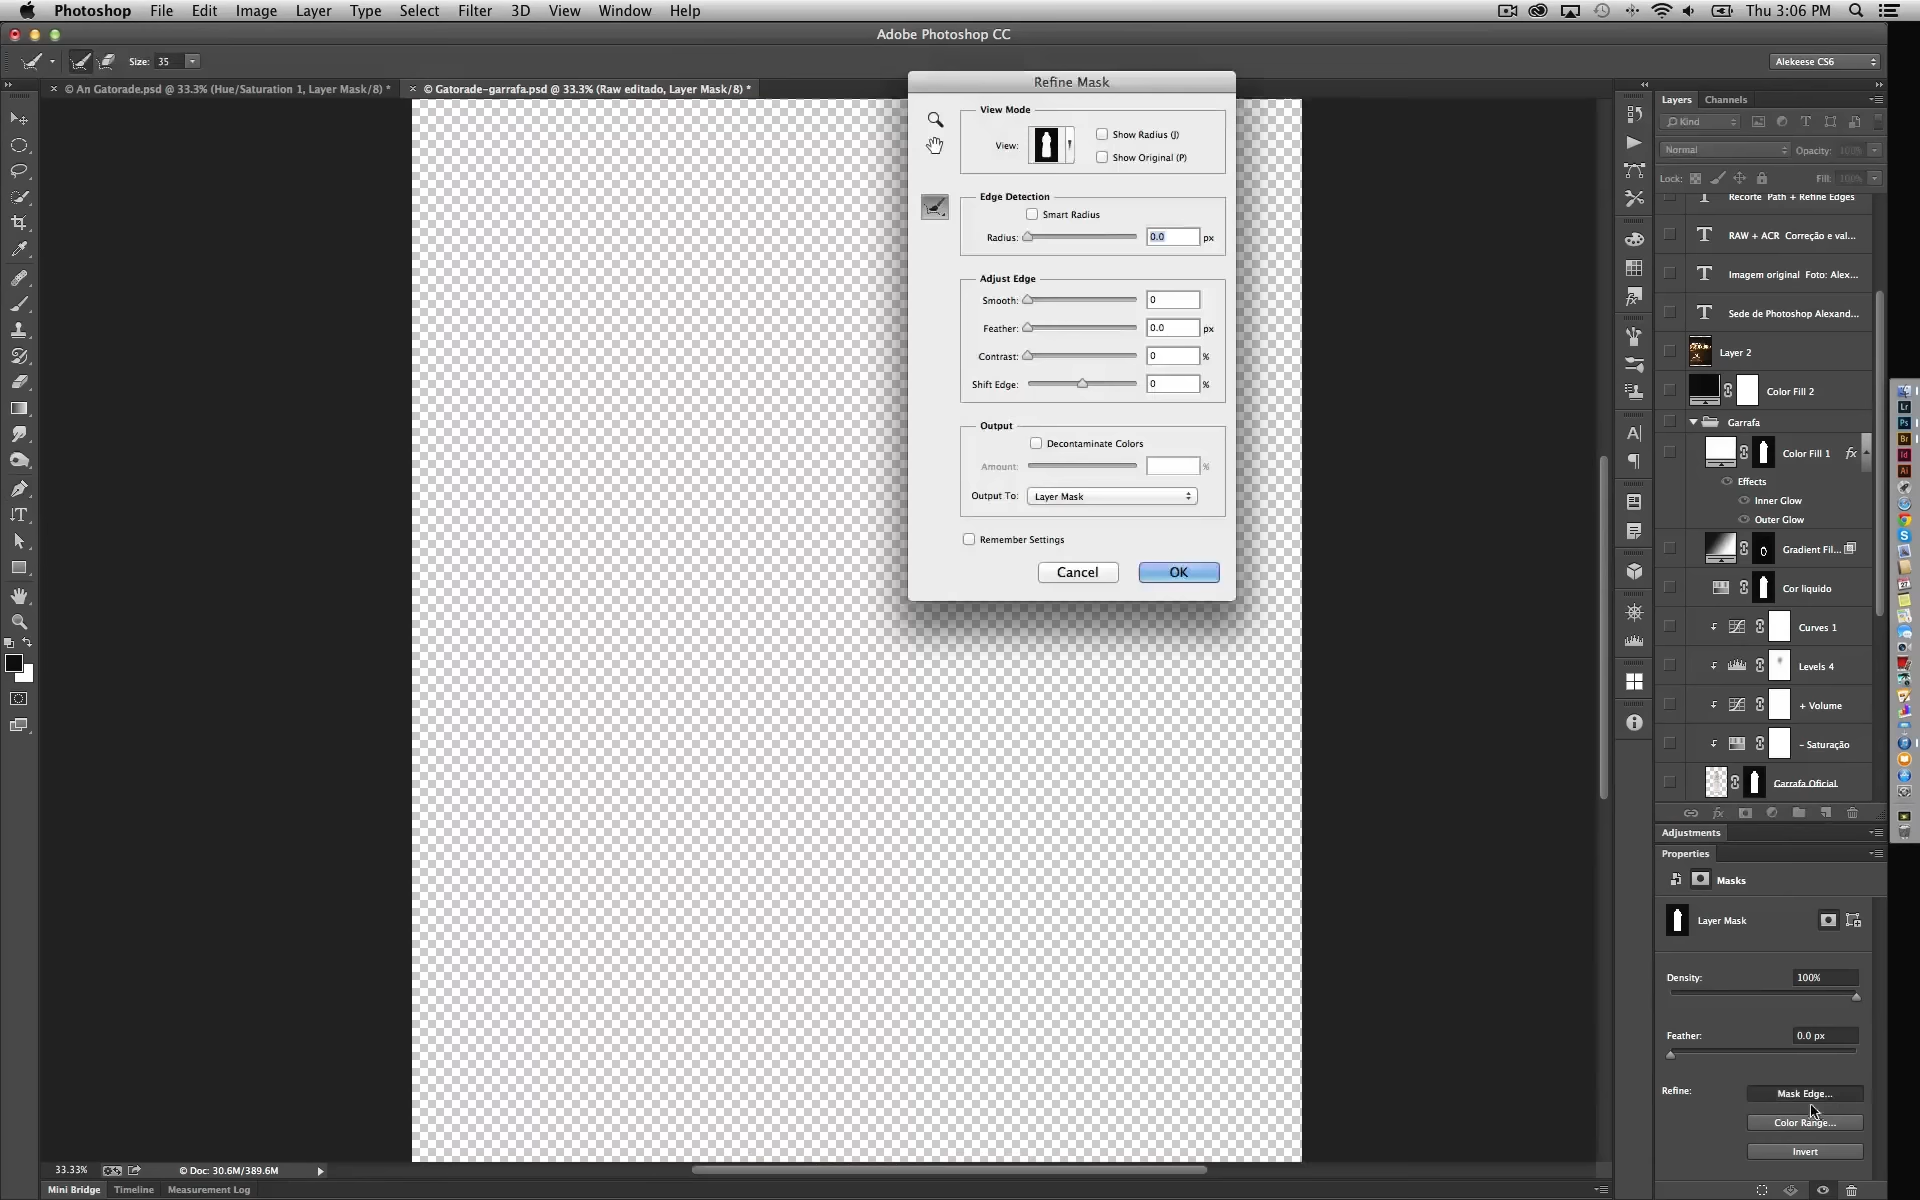 Photoshop File Edit Image Layer Type Select Filter 3D View Window Help Thu 3:06 PM
Adobe Photoshop CC
Size: 35 Alekeese CS6
× © An Gatorade.psd @ 33.3% (Hue/Saturation 1, Layer Mask/8) *
× © Gatorade-garrafa.psd @ 33.3% (Raw editado, Layer Mask/8) *
Refine Mask
View Mode
View:
Show Radius (J)
Show Original (P)
Edge Detection
Smart Radius
Radius: 0.0 px
Adjust Edge
Smooth: 0
Feather: 0.0 px
Contrast: 0 %
Shift Edge: 0 %
Output
Decontaminate Colors
Amount: %
Output To: Layer Mask
Remember Settings
Cancel OK
Layers Channels
Kind
Normal Opacity: 100%
Lock: Fill: 100%
Recorte Path + Refine Edges
RAW + ACR Correção e val...
Imagem original Foto: Alex...
Sede de Photoshop Alexand...
Layer 2
Color Fill 2
Garrafa
Color Fill 1 fx
Effects
Inner Glow
Outer Glow
Gradient Fil...
Cor liquido
Curves 1
Levels 4
+ Volume
- Saturação
Garrafa Oficial
Adjustments
Properties
Masks
Layer Mask
Density: 100%
Feather: 0.0 px
Refine: Mask Edge...
Color Range...
Invert
33.33% © Doc: 30.6M/389.6M
Mini Bridge Timeline Measurement Log